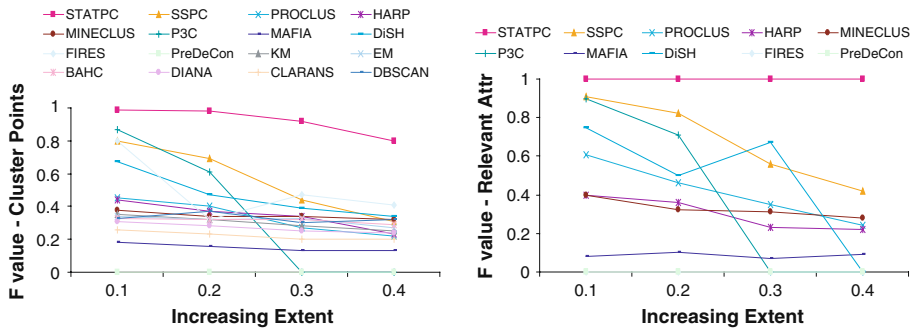 STATPC SSPC PROCLUS HARP
MINECLUS P3C MAFIA DiSH
FIRES PreDeCon KM EM
BAHC DIANA CLARANS DBSCAN
F value - Cluster Points
1
0.8
0.6
0.4
0.2
0
0.1 0.2 0.3 0.4
Increasing Extent
STATPC SSPC PROCLUS HARP MINECLUS
P3C MAFIA DiSH FIRES PreDeCon
F value - Relevant Attr
1
0.8
0.6
0.4
0.2
0
0.1 0.2 0.3 0.4
Increasing Extent